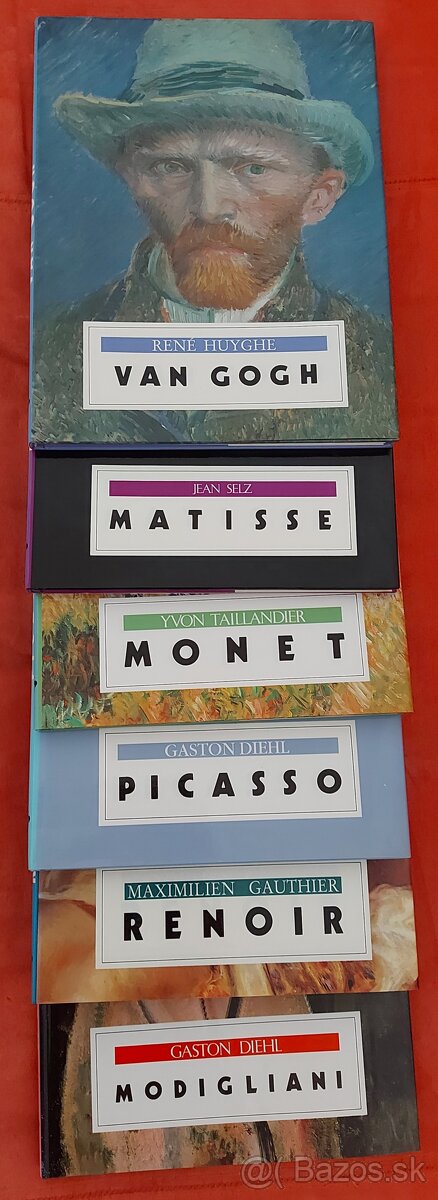 RENÉ HUYGHE
VAN GOGH
JEAN SELZ
MATISSE
YVON TAILLANDIER
MONET
GASTON DIEHL
PICASSO
MAXIMILIEN GAUTHIER
RENOIR
GASTON DIEHL
MODIGLIANI
@ Bazos.sk